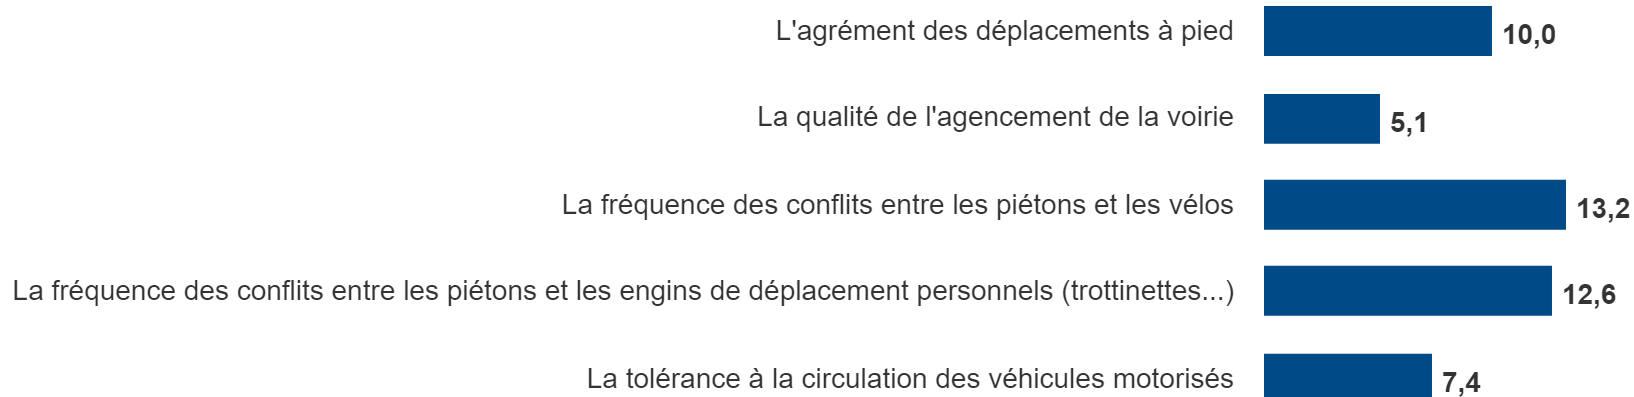 L'agrément des déplacements à pied 10,0
La qualité de l'agencement de la voirie 5,1
La fréquence des conflits entre les piétons et les vélos 13,2
La fréquence des conflits entre les piétons et les engins de déplacement personnels (trottinettes...) 12,6
La tolérance à la circulation des véhicules motorisés 7,4